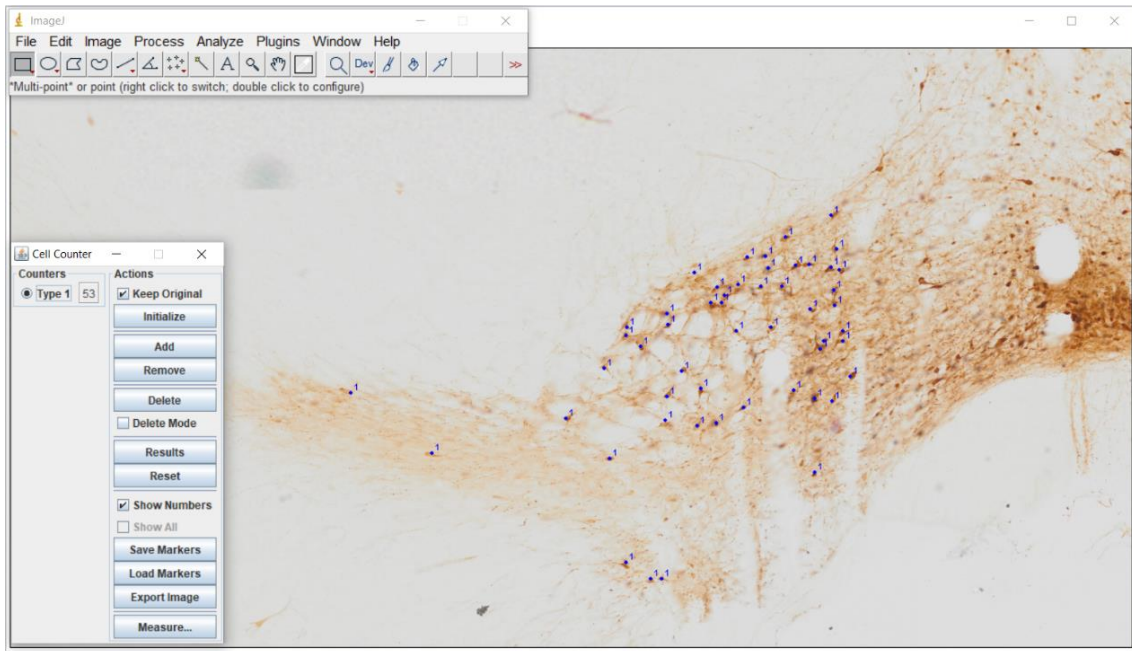 ImageJ
File Edit Image Process Analyze Plugins Window Help
A Dev >>
*Multi-point* or point (right click to switch; double click to configure)
Cell Counter
Counters
Type 1 53
Actions
Keep Original
Initialize
Add
Remove
Delete
Delete Mode
Results
Reset
Show Numbers
Show All
Save Markers
Load Markers
Export Image
Measure...